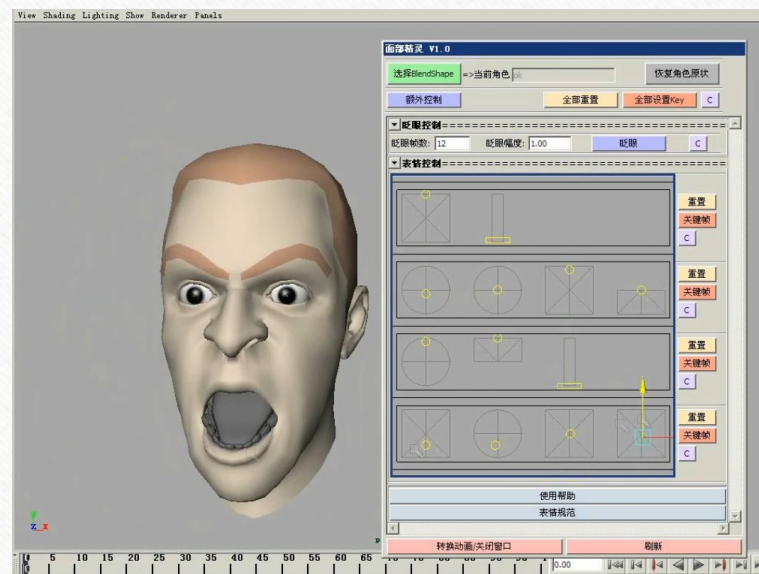 View Shading Lighting Show Renderer Panels
面部精灵 V1.0
选择BlendShape =>当前角色 ok 恢复角色原状
额外控制 全部重置 全部设置Key C
眨眼控制
眨眼帧数: 12 眨眼幅度: 1.00 眨眼 C
表情控制
重置
关键帧
C
重置
关键帧
C
重置
关键帧
C
重置
关键帧
C
使用帮助
表情规范
转换动画/关闭窗口 刷新
5 10 15 20 25 30 35 40 45 50 55 60 65
0.00
y
z x